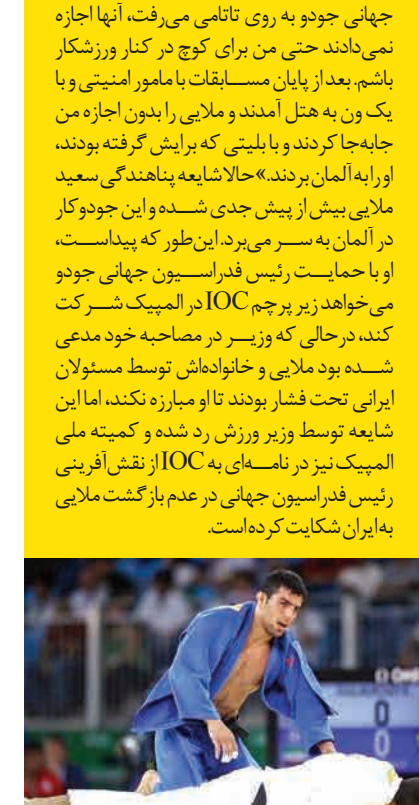 جهانی جودو به روی تاتامی می‌رفت، آنها اجازه
نمی‌دادند حتی من برای کوچ در کنار ورزشکار
باشم. بعد از پایان مسابقات با مامور امنیتی و با
یک ون به هتل آمدند و ملایی را بدون اجازه من
جابه‌جا کردند و با بلیتی که برایش گرفته بودند،
او را به آلمان بردند.» حالا شایعه پناهندگی سعید
ملایی بیش از پیش جدی شده و این جودوکار
در آلمان به سر می‌برد. این‌طور که پیداست،
او با حمایت رئیس فدراسیون جهانی جودو
می‌خواهد زیر پرچم IOC در المپیک شرکت
کند، درحالی که وزیر در مصاحبه خود مدعی
شده بود ملایی و خانواده‌اش توسط مسئولان
ایرانی تحت فشار بودند تا او مبارزه نکند، اما این
شایعه توسط وزیر ورزش رد شده و کمیته ملی
المپیک نیز در نامه‌ای به IOC از نقش‌آفرینی
رئیس فدراسیون جهانی در عدم بازگشت ملایی
به ایران شکایت کرده‌است.
0
0